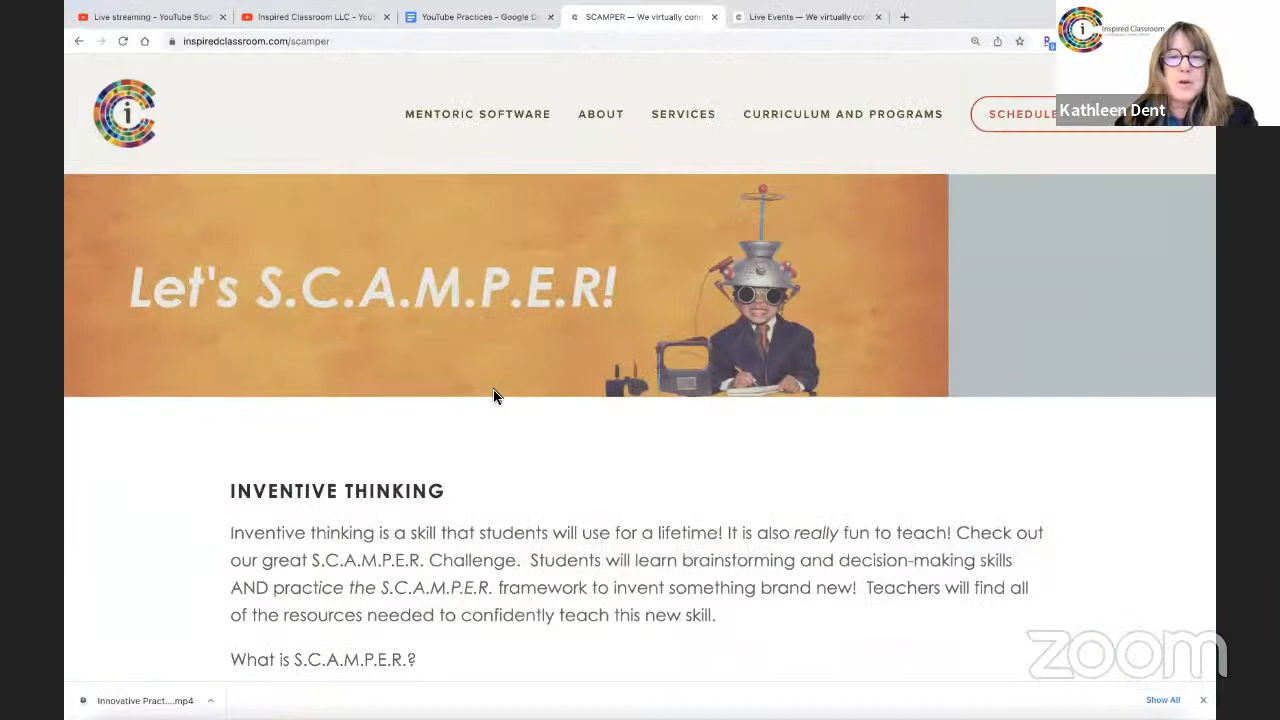 Live streaming - YouTube Stud
Inspired Classroom LLC - YouT
YouTube Practices - Google D
SCAMPER — We virtually conn
Live Events — We virtually co
inspiredclassroom.com/scamper
Inspired Classroom
Kathleen Dent
i
MENTORIC SOFTWARE
ABOUT
SERVICES
CURRICULUM AND PROGRAMS
SCHEDULE
Let's S.C.A.M.P.E.R!
INVENTIVE THINKING
Inventive thinking is a skill that students will use for a lifetime! It is also really fun to teach! Check out
our great S.C.A.M.P.E.R. Challenge. Students will learn brainstorming and decision-making skills
AND practice the S.C.A.M.P.E.R. framework to invent something brand new! Teachers will find all
of the resources needed to confidently teach this new skill.
What is S.C.A.M.P.E.R.?
zoom
Innovative Pract....mp4
Show All